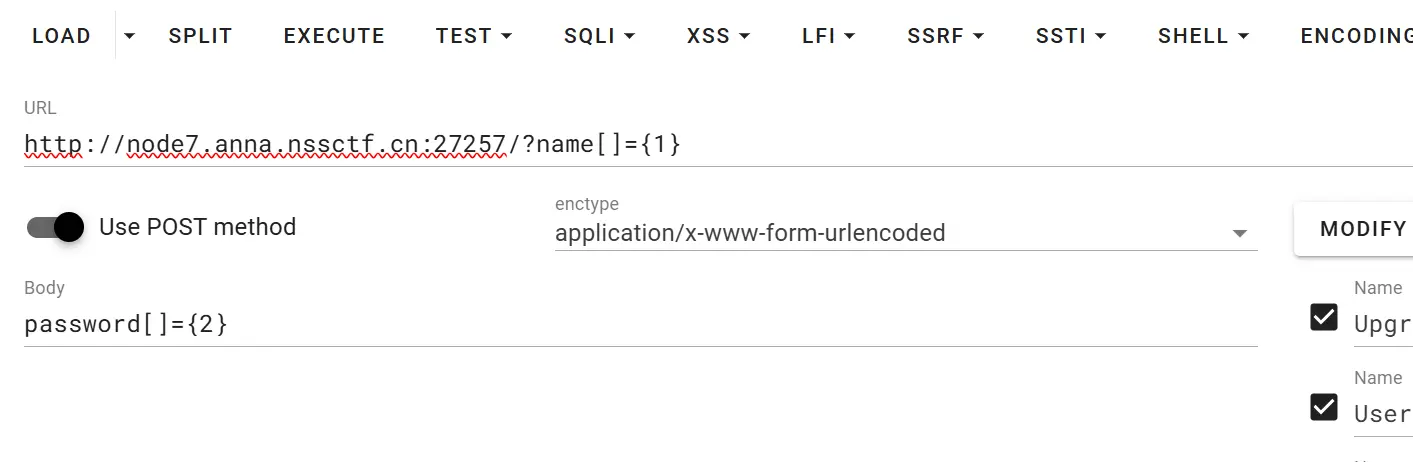 LOAD SPLIT EXECUTE TEST SQLI XSS LFI SSRF SSTI SHELL ENCODING
URL
http://node7.anna.nssctf.cn:27257/?name[]={1}
Use POST method
enctype
application/x-www-form-urlencoded
MODIFY
Body
password[]={2}
Name
Upgr
Name
User